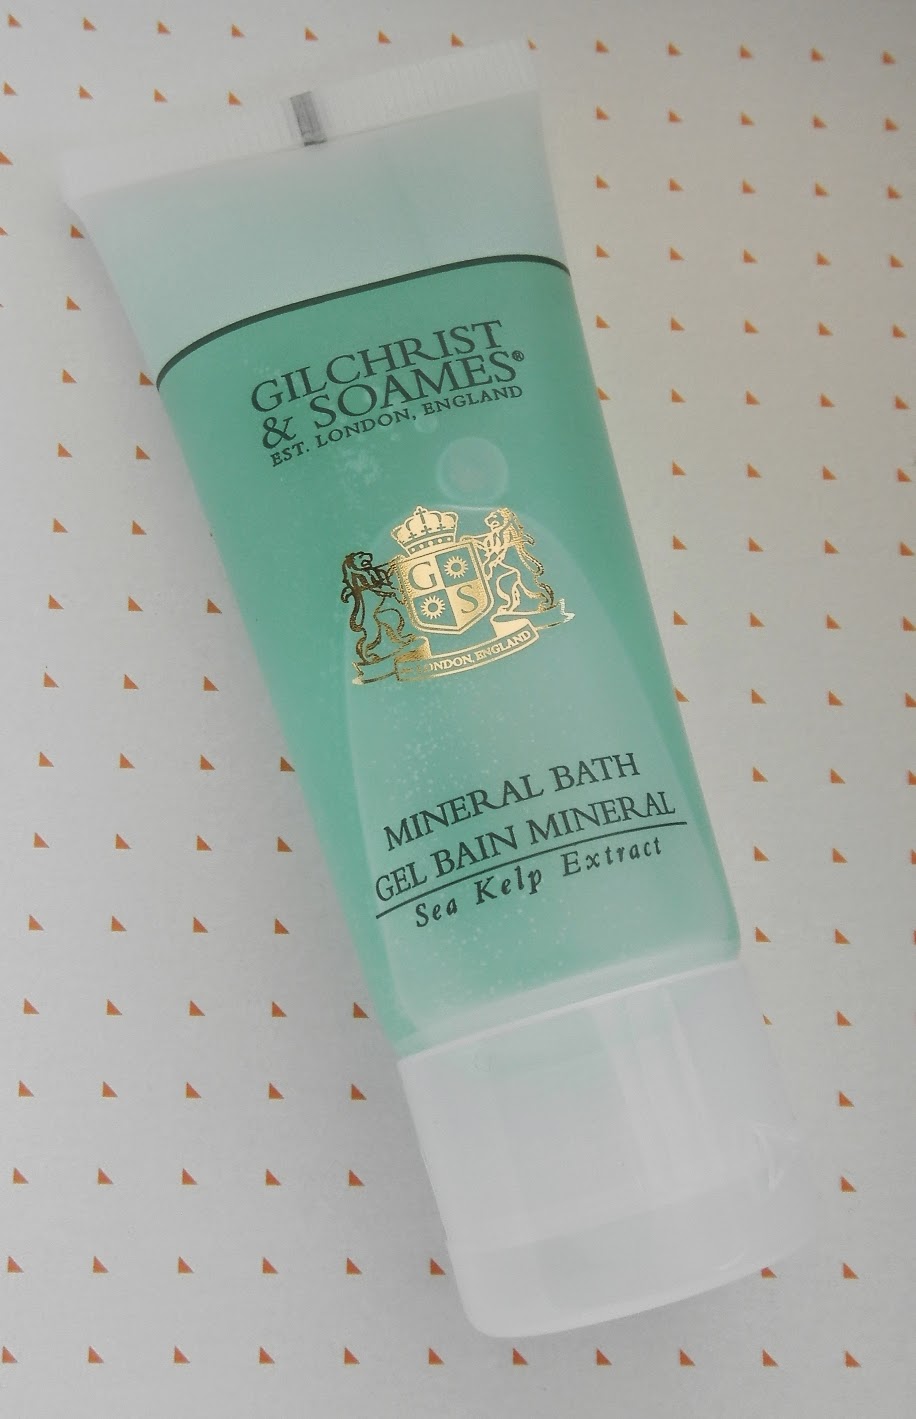 GILCHRIST
& SOAMES®
EST. LONDON, ENGLAND
G
S
LONDON, ENGLAND
MINERAL BATH
GEL BAIN MINERAL
Sea Kelp Extract